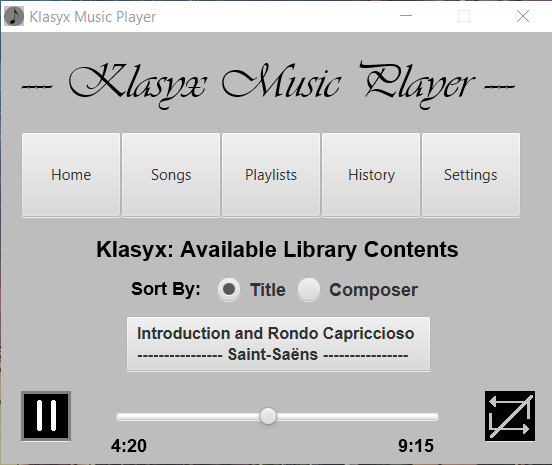 Klasyx Music Player
--- Klasyx Music Player ---
Home Songs Playlists History Settings
Klasyx: Available Library Contents
Sort By: Title Composer
Introduction and Rondo Capriccioso
---------------- Saint-Saëns ----------------
4:20 9:15